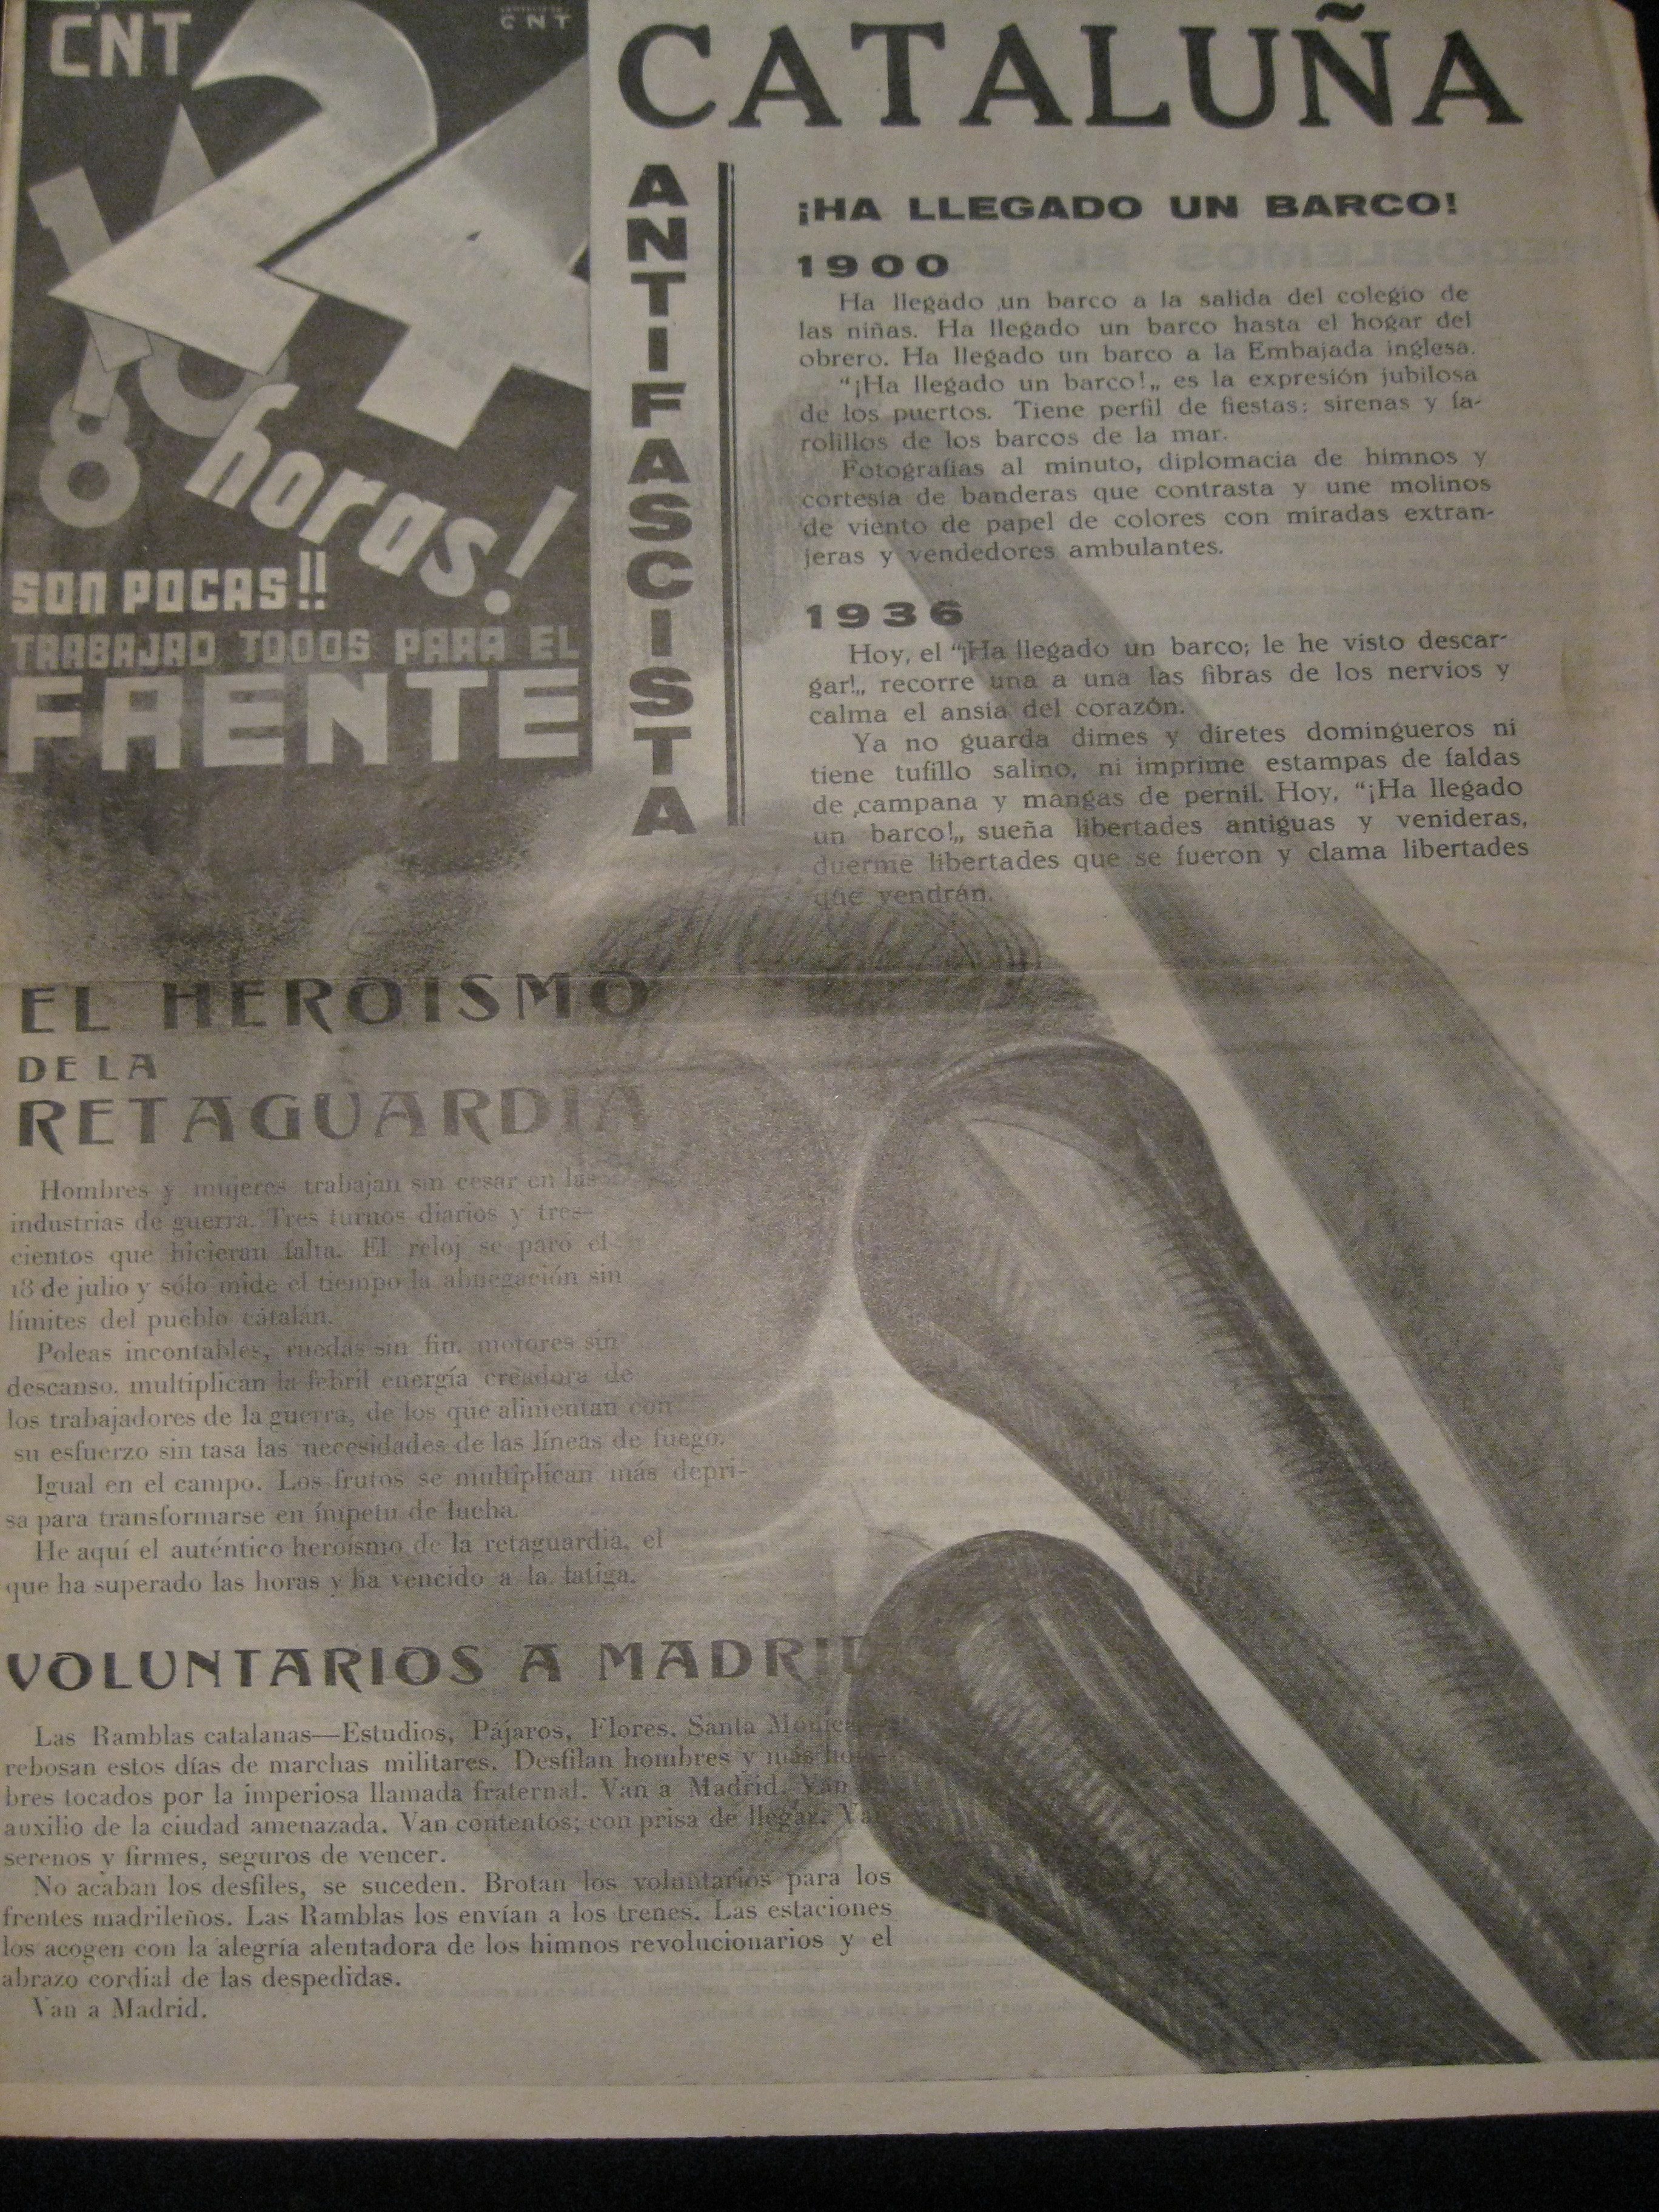 CNT
CNT
24
16
8
horas!
SON POCAS!!
TRABAJAD TODOS PARA EL
FRENTE
CATALUÑA
ANTIFASCISTA
¡HA LLEGADO UN BARCO!
1900
Ha llegado un barco a la salida del colegio de
las niñas. Ha llegado un barco hasta el hogar del
obrero. Ha llegado un barco a la Embajada inglesa.
“¡Ha llegado un barco!„ es la expresión jubilosa
de los puertos. Tiene perfil de fiestas: sirenas y fa-
rolillos de los barcos de la mar.
Fotografías al minuto, diplomacia de himnos y
cortesía de banderas que contrasta y une molinos
de viento de papel de colores con miradas extran-
jeras y vendedores ambulantes.
1936
Hoy, el “¡Ha llegado un barco; le he visto descar-
gar!„ recorre una a una las fibras de los nervios y
calma el ansia del corazón.
Ya no guarda dimes y diretes domingueros ni
tiene tufillo salino, ni imprime estampas de faldas
de campana y mangas de pernil. Hoy, “¡Ha llegado
un barco!„ sueña libertades antiguas y venideras,
duerme libertades que se fueron y clama libertades
que vendrán.
EL HEROISMO
DE LA
RETAGUARDIA
Hombres y mujeres trabajan sin cesar en las
industrias de guerra. Tres turnos diarios y tres-
cientos que hicieran falta. El reloj se paró el
18 de julio y sólo mide el tiempo la abnegación sin
límites del pueblo catalán.
Poleas incontables, ruedas sin fin, motores sin
descanso, multiplican la febril energía creadora de
los trabajadores de la guerra, de los que alimentan con
su esfuerzo sin tasa las necesidades de las líneas de fuego.
Igual en el campo. Los frutos se multiplican más depri-
sa para transformarse en ímpetu de lucha.
He aquí el auténtico heroísmo de la retaguardia, el
que ha superado las horas y ha vencido a la fatiga.
VOLUNTARIOS A MADRID
Las Ramblas catalanas—Estudios, Pájaros, Flores, Santa Mónica
rebosan estos días de marchas militares. Desfilan hombres y más hom-
bres tocados por la imperiosa llamada fraternal. Van a Madrid. Van
auxilio de la ciudad amenazada. Van contentos; con prisa de llegar. Van
serenos y firmes, seguros de vencer.
No acaban los desfiles, se suceden. Brotan los voluntarios para los
frentes madrileños. Las Ramblas los envían a los trenes. Las estaciones
los acogen con la alegría alentadora de los himnos revolucionarios y el
abrazo cordial de las despedidas.
Van a Madrid.